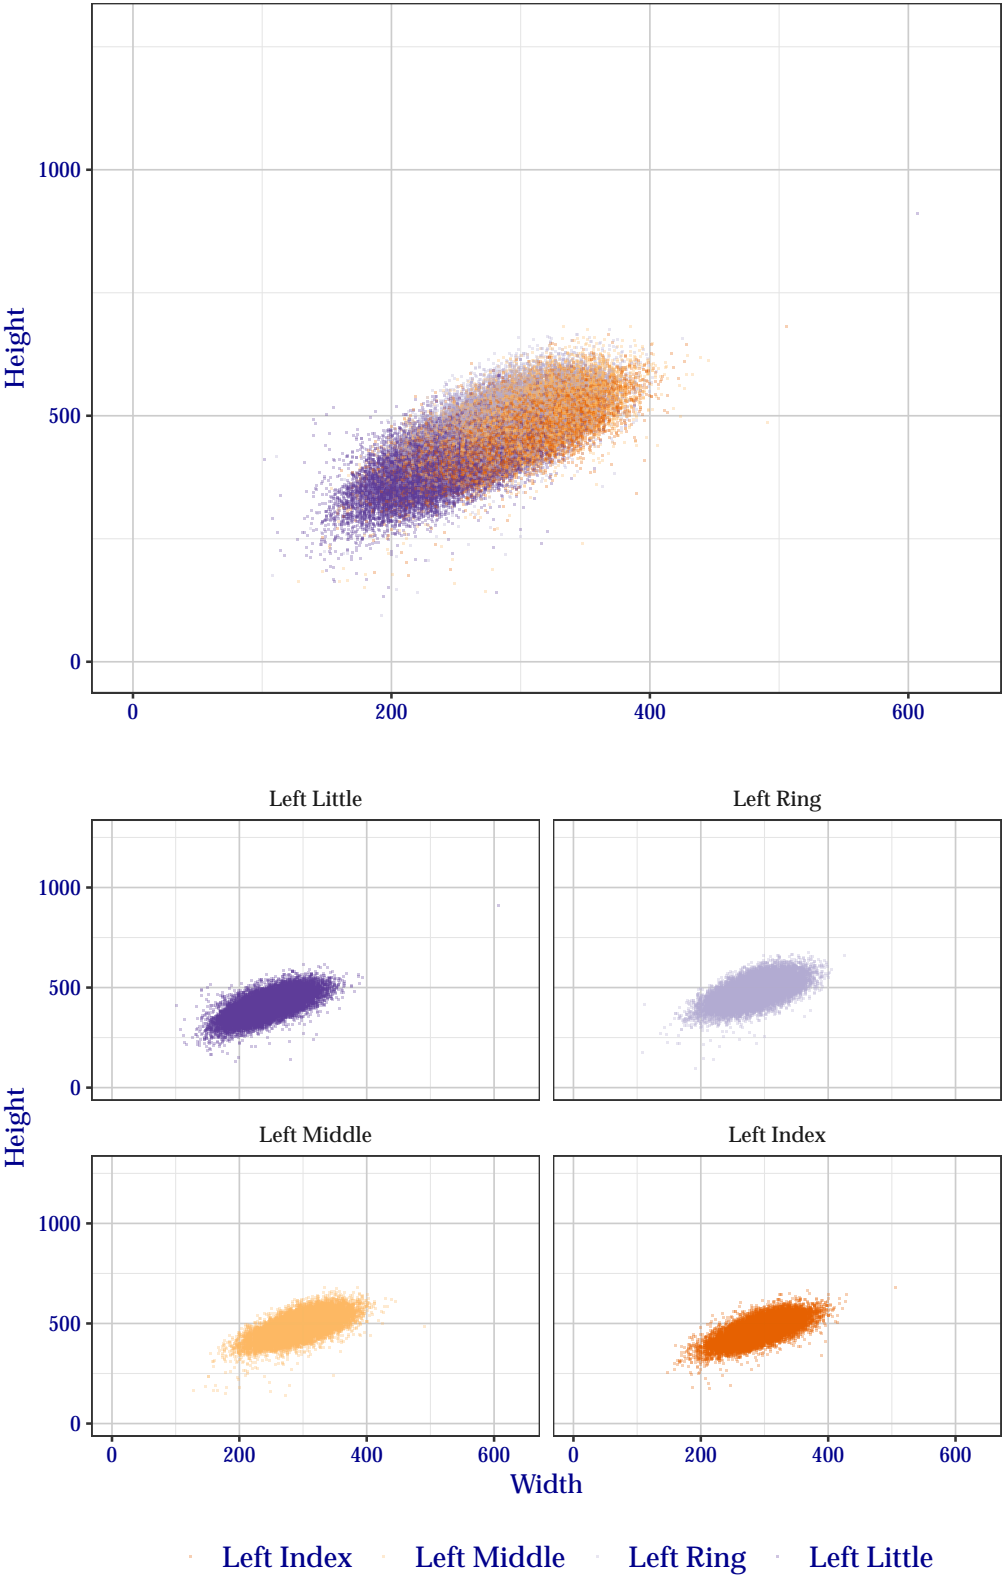 1000
500
0
Height
0 200 400 600
Left Little Left Ring
1000
500
0
Height
Left Middle Left Index
1000
500
0
0 200 400 600 0 200 400 600
Width
Left Index Left Middle Left Ring Left Little